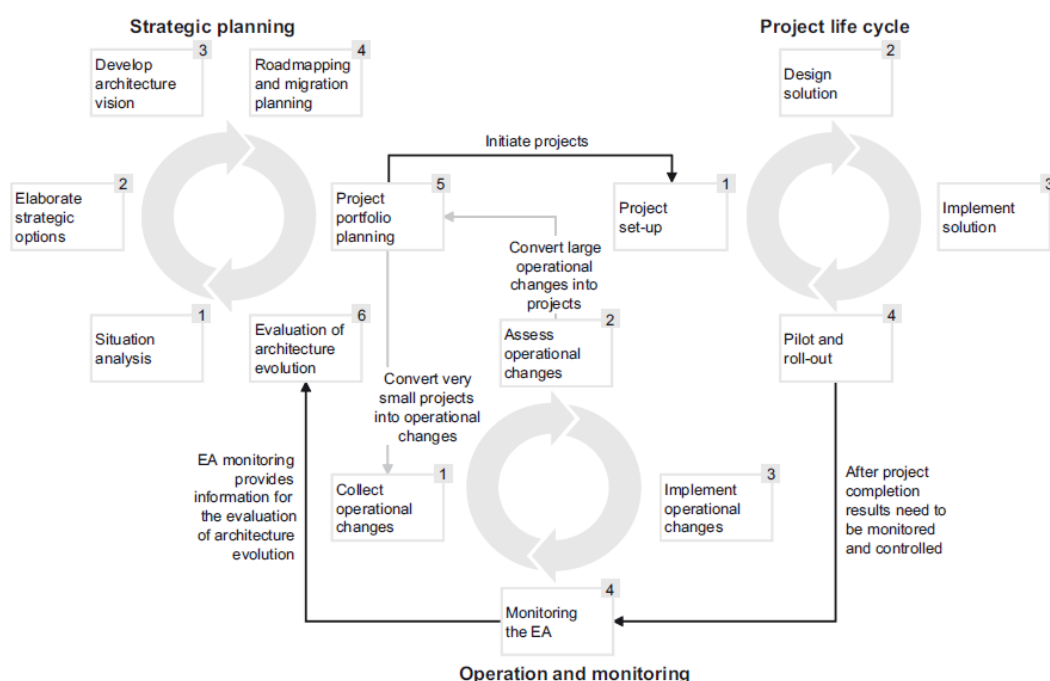 Strategic planning
Project life cycle
3
Develop
architecture
vision
4
Roadmapping
and migration
planning
2
Design
solution
Initiate projects
2
Elaborate
strategic
options
5
Project
portfolio
planning
1
Project
set-up
3
Implement
solution
Convert large
operational
changes into
projects
1
Situation
analysis
6
Evaluation of
architecture
evolution
2
Assess
operational
changes
4
Pilot and
roll-out
Convert very
small projects
into operational
changes
EA monitoring
provides
information for
the evaluation
of architecture
evolution
1
Collect
operational
changes
3
Implement
operational
changes
After project
completion
results need to
be monitored
and controlled
4
Monitoring
the EA
Operation and monitoring